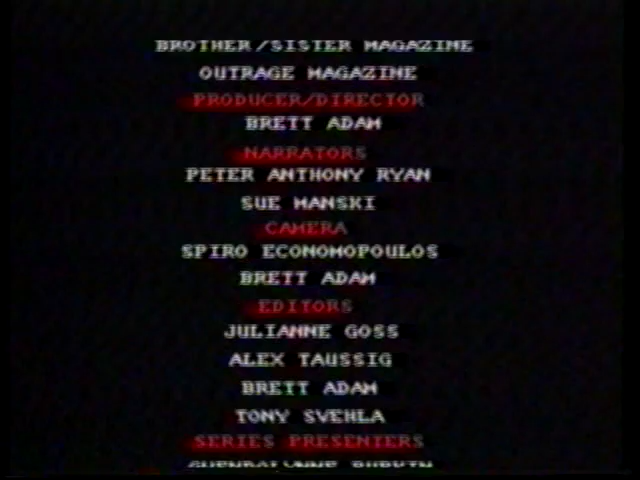 BROTHER/SISTER MAGAZINE
OUTRAGE MAGAZINE
PRODUCER/DIRECTOR
BRETT ADAM
NARRATORS
PETER ANTHONY RYAN
SUE MANSKI
CAMERA
SPIRO ECONOMOPOULOS
BRETT ADAM
EDITORS
JULIANNE GOSS
ALEX TAUSSIG
BRETT ADAM
TONY SVEHLA
SERIES PRESENTERS